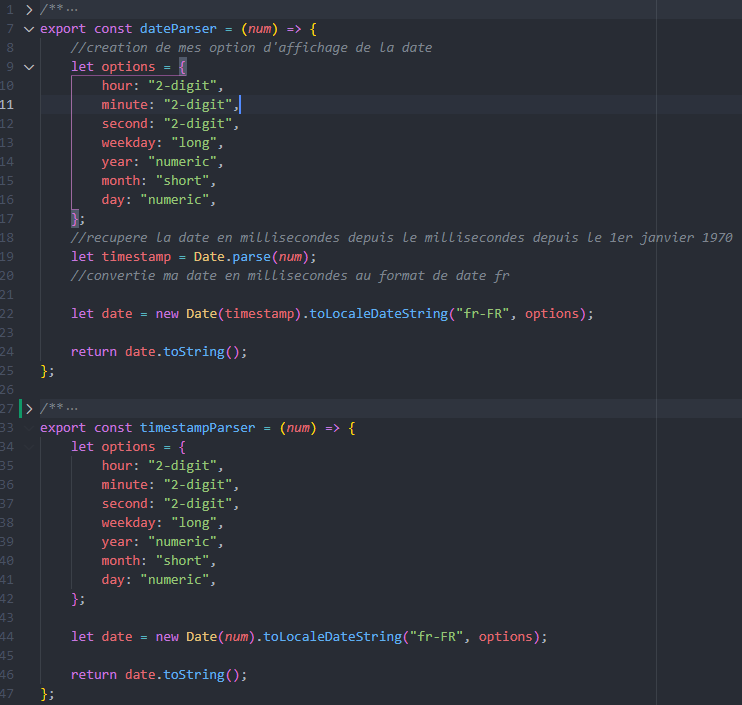 1 /** ...
7 export const dateParser = (num) => {
8 //creation de mes option d'affichage de la date
9 let options = {
10 hour: "2-digit",
11 minute: "2-digit",
12 second: "2-digit",
13 weekday: "long",
14 year: "numeric",
15 month: "short",
16 day: "numeric",
17 };
18 //recupere la date en millisecondes depuis le millisecondes depuis le 1er janvier 1970
19 let timestamp = Date.parse(num);
20 //convertie ma date en millisecondes au format de date fr
21
22 let date = new Date(timestamp).toLocaleDateString("fr-FR", options);
23
24 return date.toString();
25 };
26
27 /** ...
33 export const timestampParser = (num) => {
34 let options = {
35 hour: "2-digit",
36 minute: "2-digit",
37 second: "2-digit",
38 weekday: "long",
39 year: "numeric",
40 month: "short",
41 day: "numeric",
42 };
43
44 let date = new Date(num).toLocaleDateString("fr-FR", options);
45
46 return date.toString();
47 };